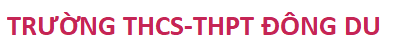 TRƯỜNG THCS-THPT ĐÔNG DU